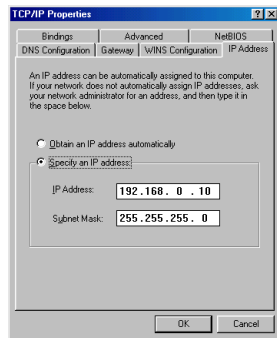 TCP/IP Properties
Bindings Advanced NetBIOS
DNS Configuration Gateway WINS Configuration IP Address
An IP address can be automatically assigned to this computer.
If your network does not automatically assign IP addresses, ask
your network administrator for an address, and then type it in
the space below.
Obtain an IP address automatically
Specify an IP address:
IP Address: 192.168. 0 .10
Subnet Mask: 255.255.255. 0
OK Cancel